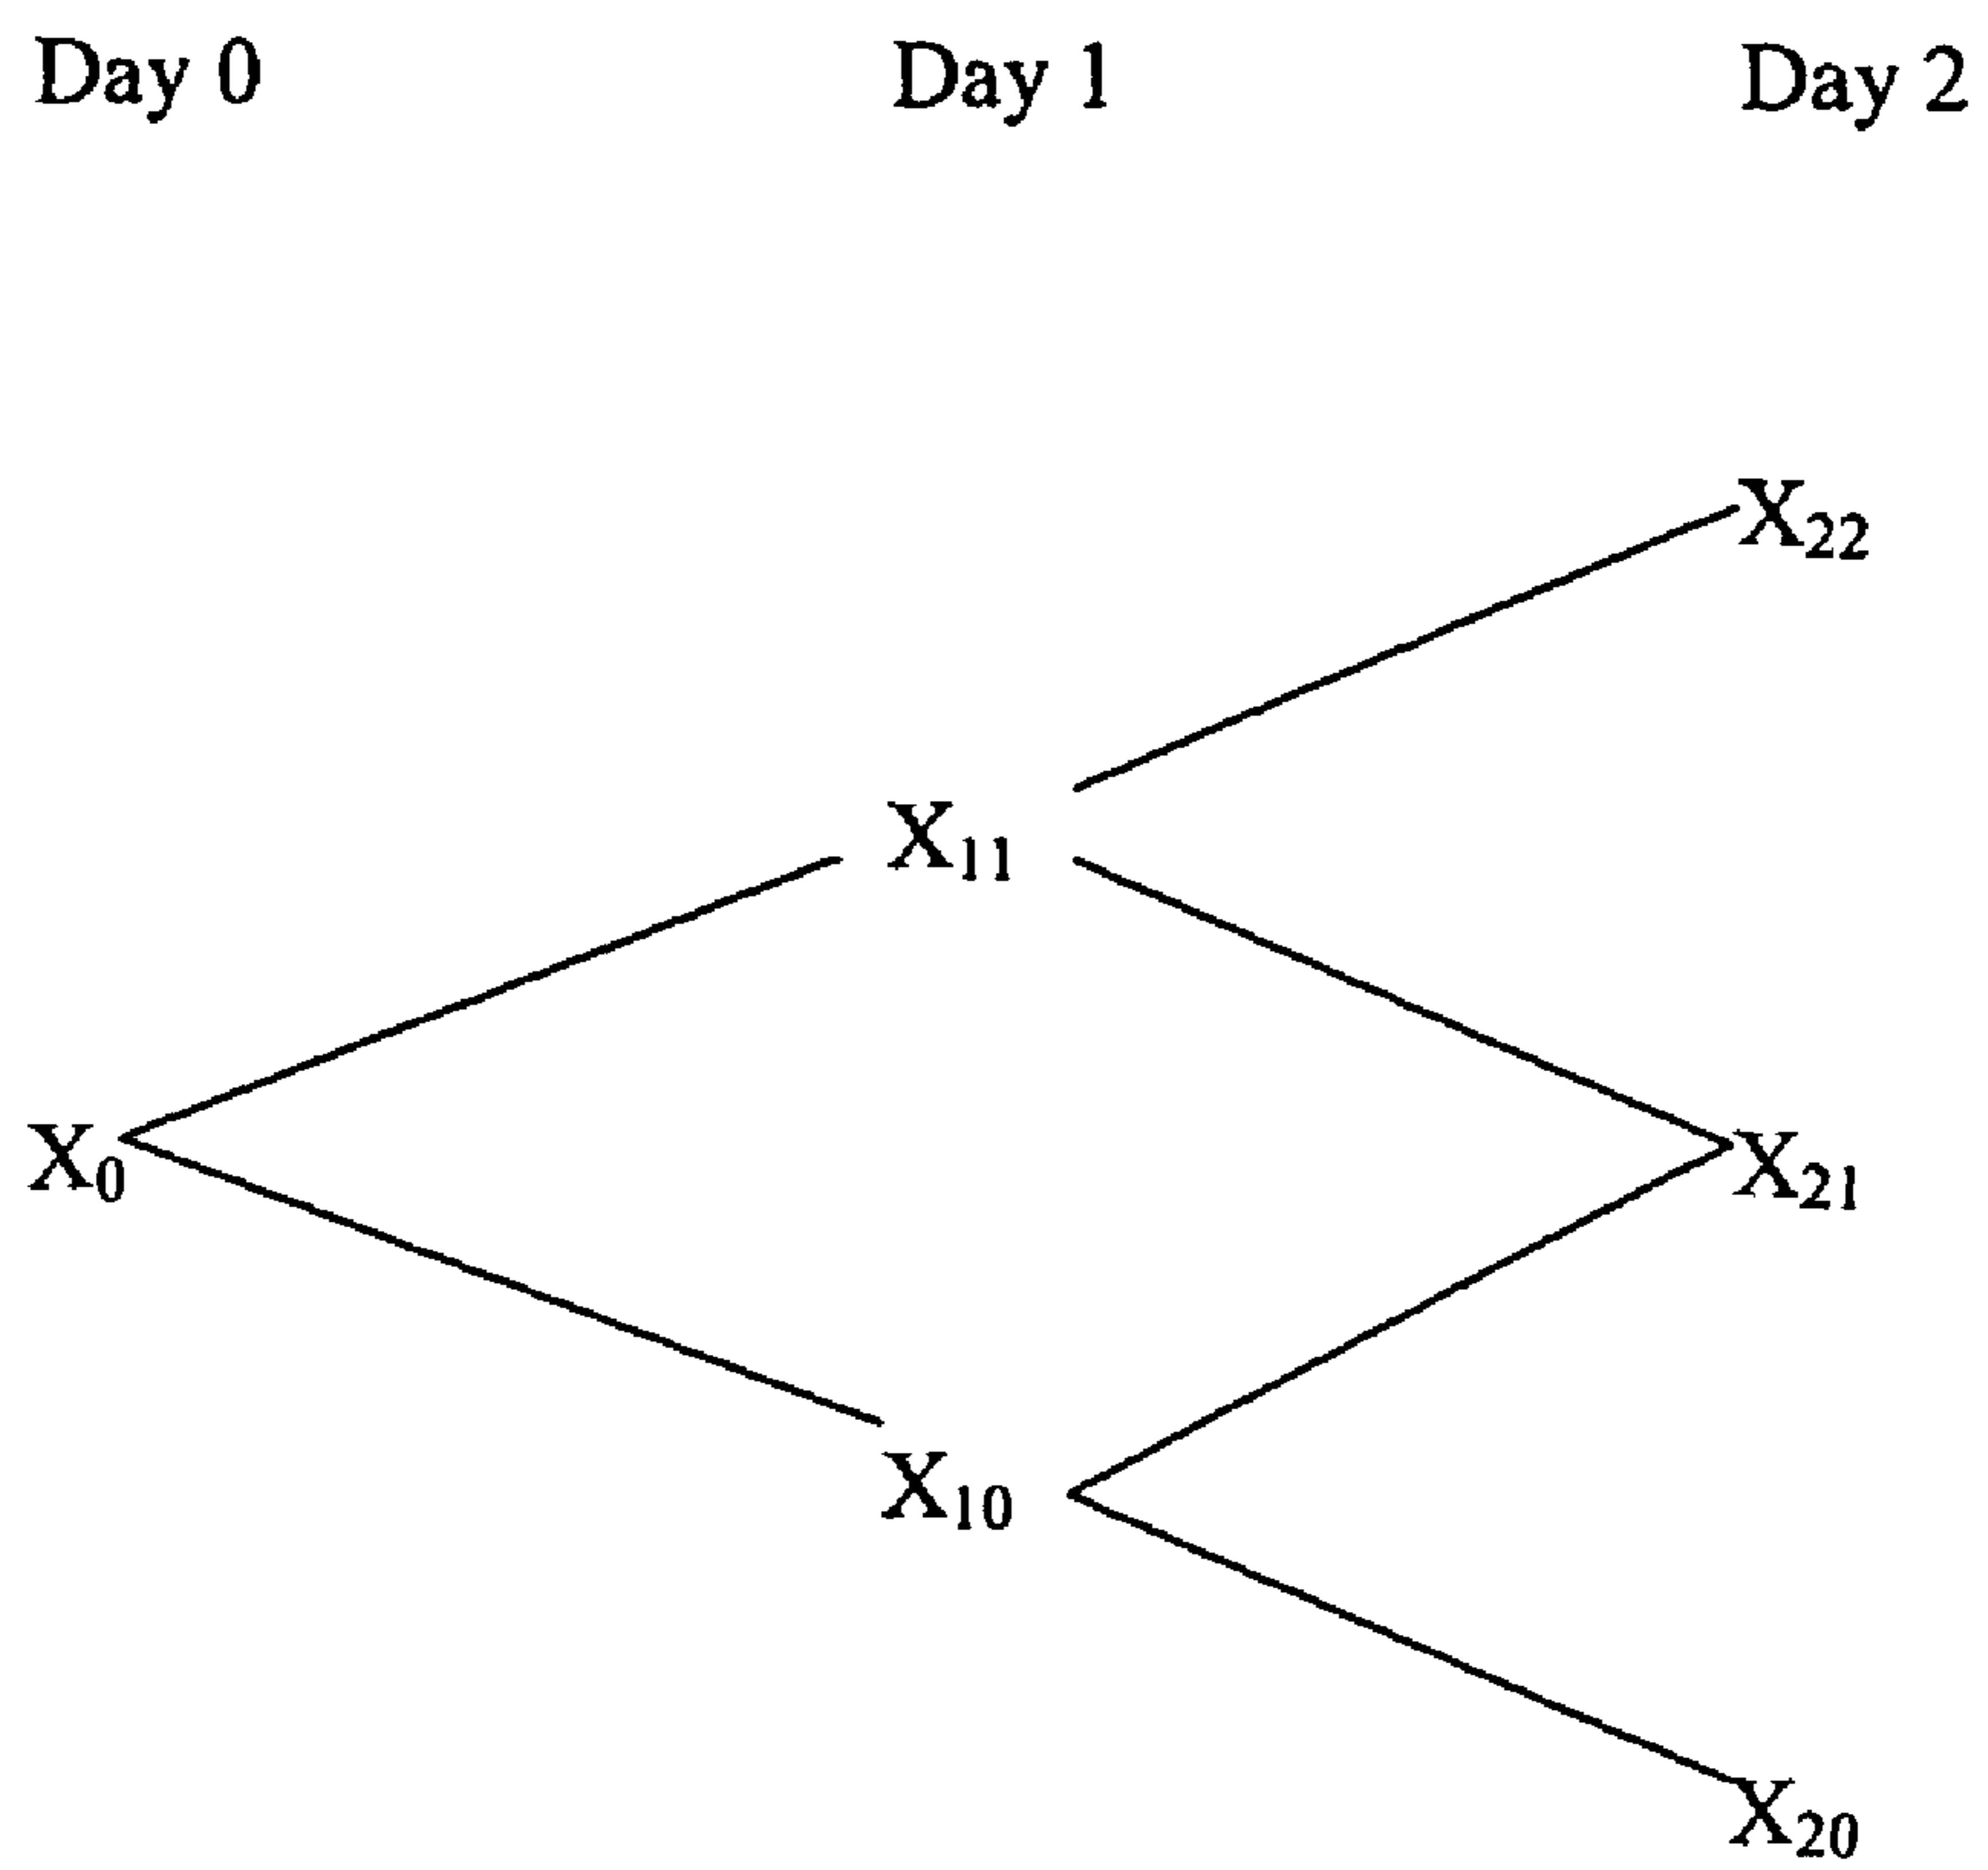 Day 0 Day 1 Day 2
X₂₂
X₁₁
X₀ X₂₁
X₁₀
X₂₀